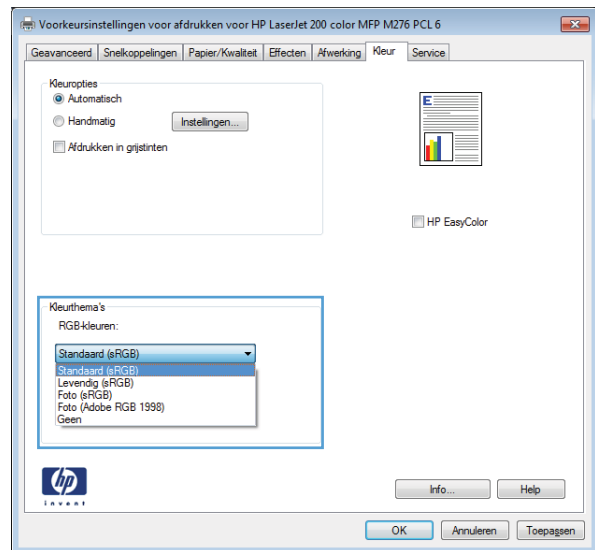 Voorkeursinstellingen voor afdrukken voor HP LaserJet 200 color MFP M276 PCL 6
Geavanceerd Snelkoppelingen Papier/Kwaliteit Effecten Afwerking Kleur Service
Kleuropties
Automatisch
Handmatig Instellingen...
Afdrukken in grijstinten
E
HP EasyColor
Kleurthema's
RGB-kleuren:
Standaard (sRGB)
Standaard (sRGB)
Levendig (sRGB)
Foto (sRGB)
Foto (Adobe RGB 1998)
Geen
hp
invent
Info... Help
OK Annuleren Toepassen